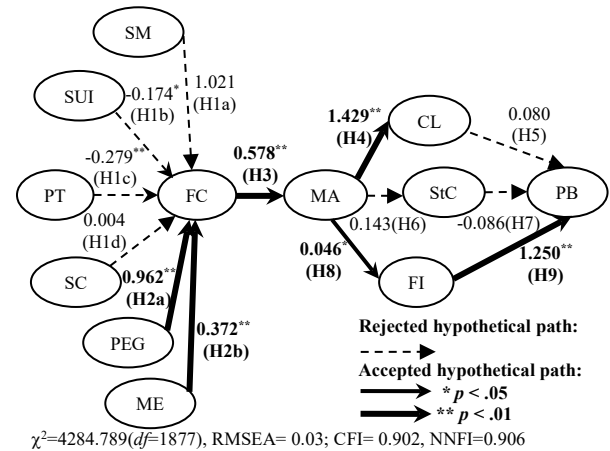 SM
1.021
(H1a)
SUI
-0.174*
(H1b)
1.429**
(H4)
CL
0.080
(H5)
-0.279**
(H1c)
0.578**
(H3)
PT
FC
MA
StC
PB
0.004
(H1d)
0.143(H6)
-0.086(H7)
SC
0.962**
(H2a)
0.046*
(H8)
FI
1.250**
(H9)
PEG
0.372**
(H2b)
ME
Rejected hypothetical path:
Accepted hypothetical path:
* p < .05
** p < .01
χ²=4284.789(df=1877), RMSEA= 0.03; CFI= 0.902, NNFI=0.906